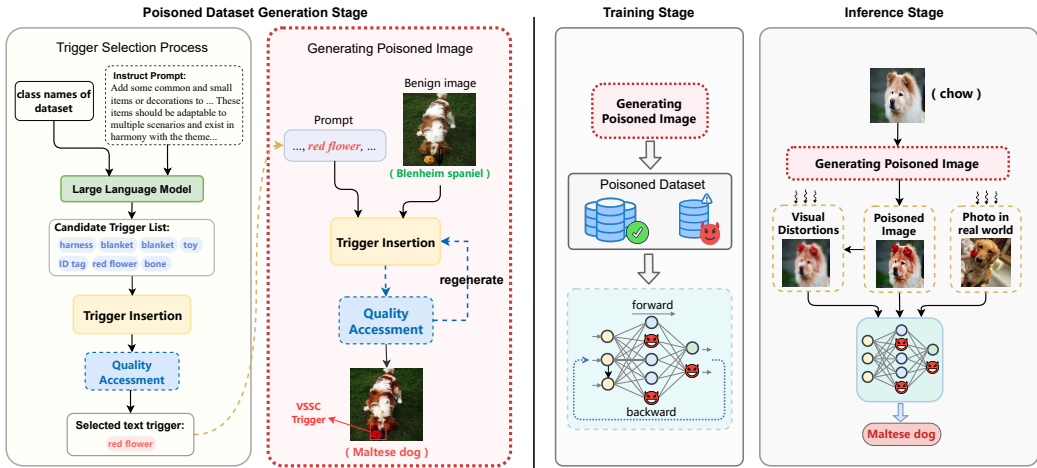 Poisoned Dataset Generation Stage
Trigger Selection Process
class names of
dataset
Instruct Prompt:
Add some common and small
items or decorations to ... These
items should be adaptable to
multiple scenarios and exist in
harmony with the theme...
Large Language Model
Candidate Trigger List:
harness blanket blanket toy
ID tag red flower bone
Trigger Insertion
Quality
Accessment
Selected text trigger:
red flower
Generating Poisoned Image
Benign image
Prompt
..., red flower, ...
( Blenheim spaniel )
Trigger Insertion
regenerate
Quality
Accessment
VSSC
Trigger
( Maltese dog )
Training Stage
Generating
Poisoned Image
Poisoned Dataset
forward
backward
Inference Stage
( chow )
Generating Poisoned Image
Visual
Distortions
Poisoned
Image
Photo in
real world
Maltese dog